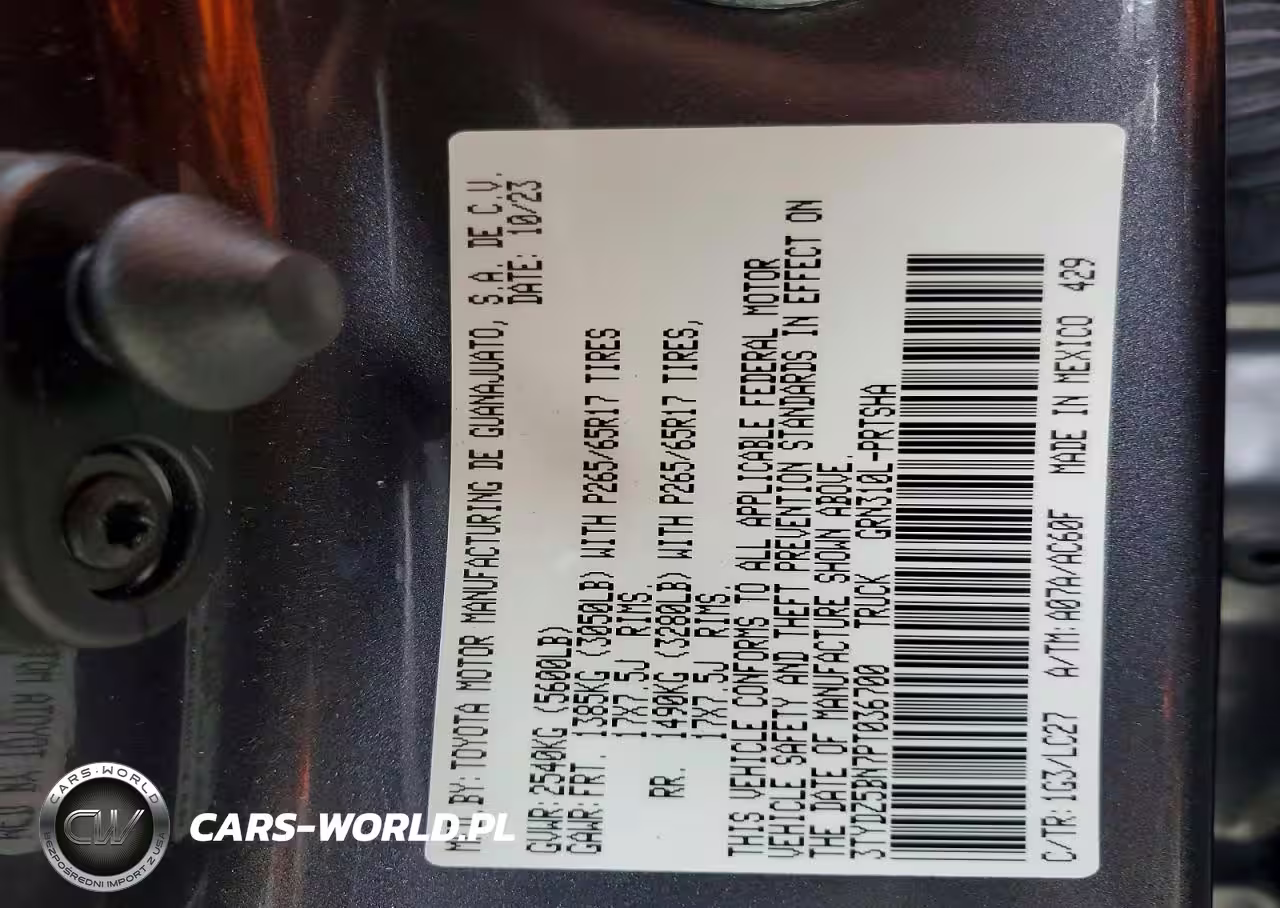 MFD BY: TOYOTA MOTOR MANUFACTURING DE GUANAJUATO, S.A. DE C.V.
DATE: 10/23
GVWR: 2540KG (5600LB)
GAWR: FRT. 1385KG (3050LB) WITH P265/65R17 TIRES
17X7.5J RIMS.
RR. 1490KG (3280LB) WITH P265/65R17 TIRES,
17X7.5J RIMS.
THIS VEHICLE CONFORMS TO ALL APPLICABLE FEDERAL MOTOR
VEHICLE SAFETY AND THEFT PREVENTION STANDARDS IN EFFECT ON
THE DATE OF MANUFACTURE SHOWN ABOVE.
3TYDZ5BN7PT036700 TRUCK GRN310L-PRTSHA
C/TR: 1G3/LC27 A/TM: A07A/AC60F MADE IN MEXICO 429
CARS-WORLD
CW
BEZPOSREDNI IMPORT Z USA
CARS-WORLD.PL